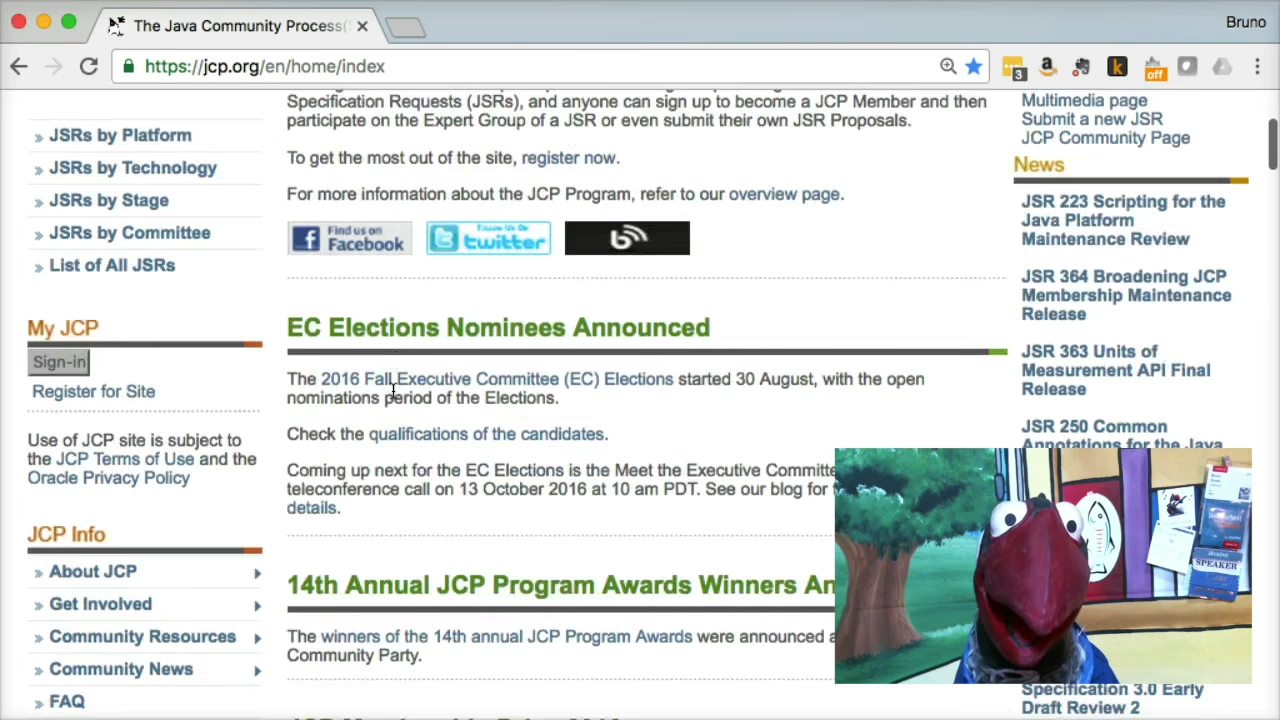 The Java Community Process(
Bruno
https://jcp.org/en/home/index
3
off
JSRs by Platform
JSRs by Technology
JSRs by Stage
JSRs by Committee
List of All JSRs
My JCP
Sign-in
Register for Site
Use of JCP site is subject to
the JCP Terms of Use and the
Oracle Privacy Policy
JCP Info
About JCP
Get Involved
Community Resources
Community News
FAQ
Specification Requests (JSRs), and anyone can sign up to become a JCP Member and then
participate on the Expert Group of a JSR or even submit their own JSR Proposals.
To get the most out of the site, register now.
For more information about the JCP Program, refer to our overview page.
Find us on
Facebook
Follow Us On
twitter
EC Elections Nominees Announced
The 2016 Fall Executive Committee (EC) Elections started 30 August, with the open
nominations period of the Elections.
Check the qualifications of the candidates.
Coming up next for the EC Elections is the Meet the Executive Committe
teleconference call on 13 October 2016 at 10 am PDT. See our blog for
details.
14th Annual JCP Program Awards Winners An
The winners of the 14th annual JCP Program Awards were announced a
Community Party.
Multimedia page
Submit a new JSR
JCP Community Page
News
JSR 223 Scripting for the
Java Platform
Maintenance Review
JSR 364 Broadening JCP
Membership Maintenance
Release
JSR 363 Units of
Measurement API Final
Release
JSR 250 Common
Annotations for the Java
SPEAKER
Specification 3.0 Early
Draft Review 2